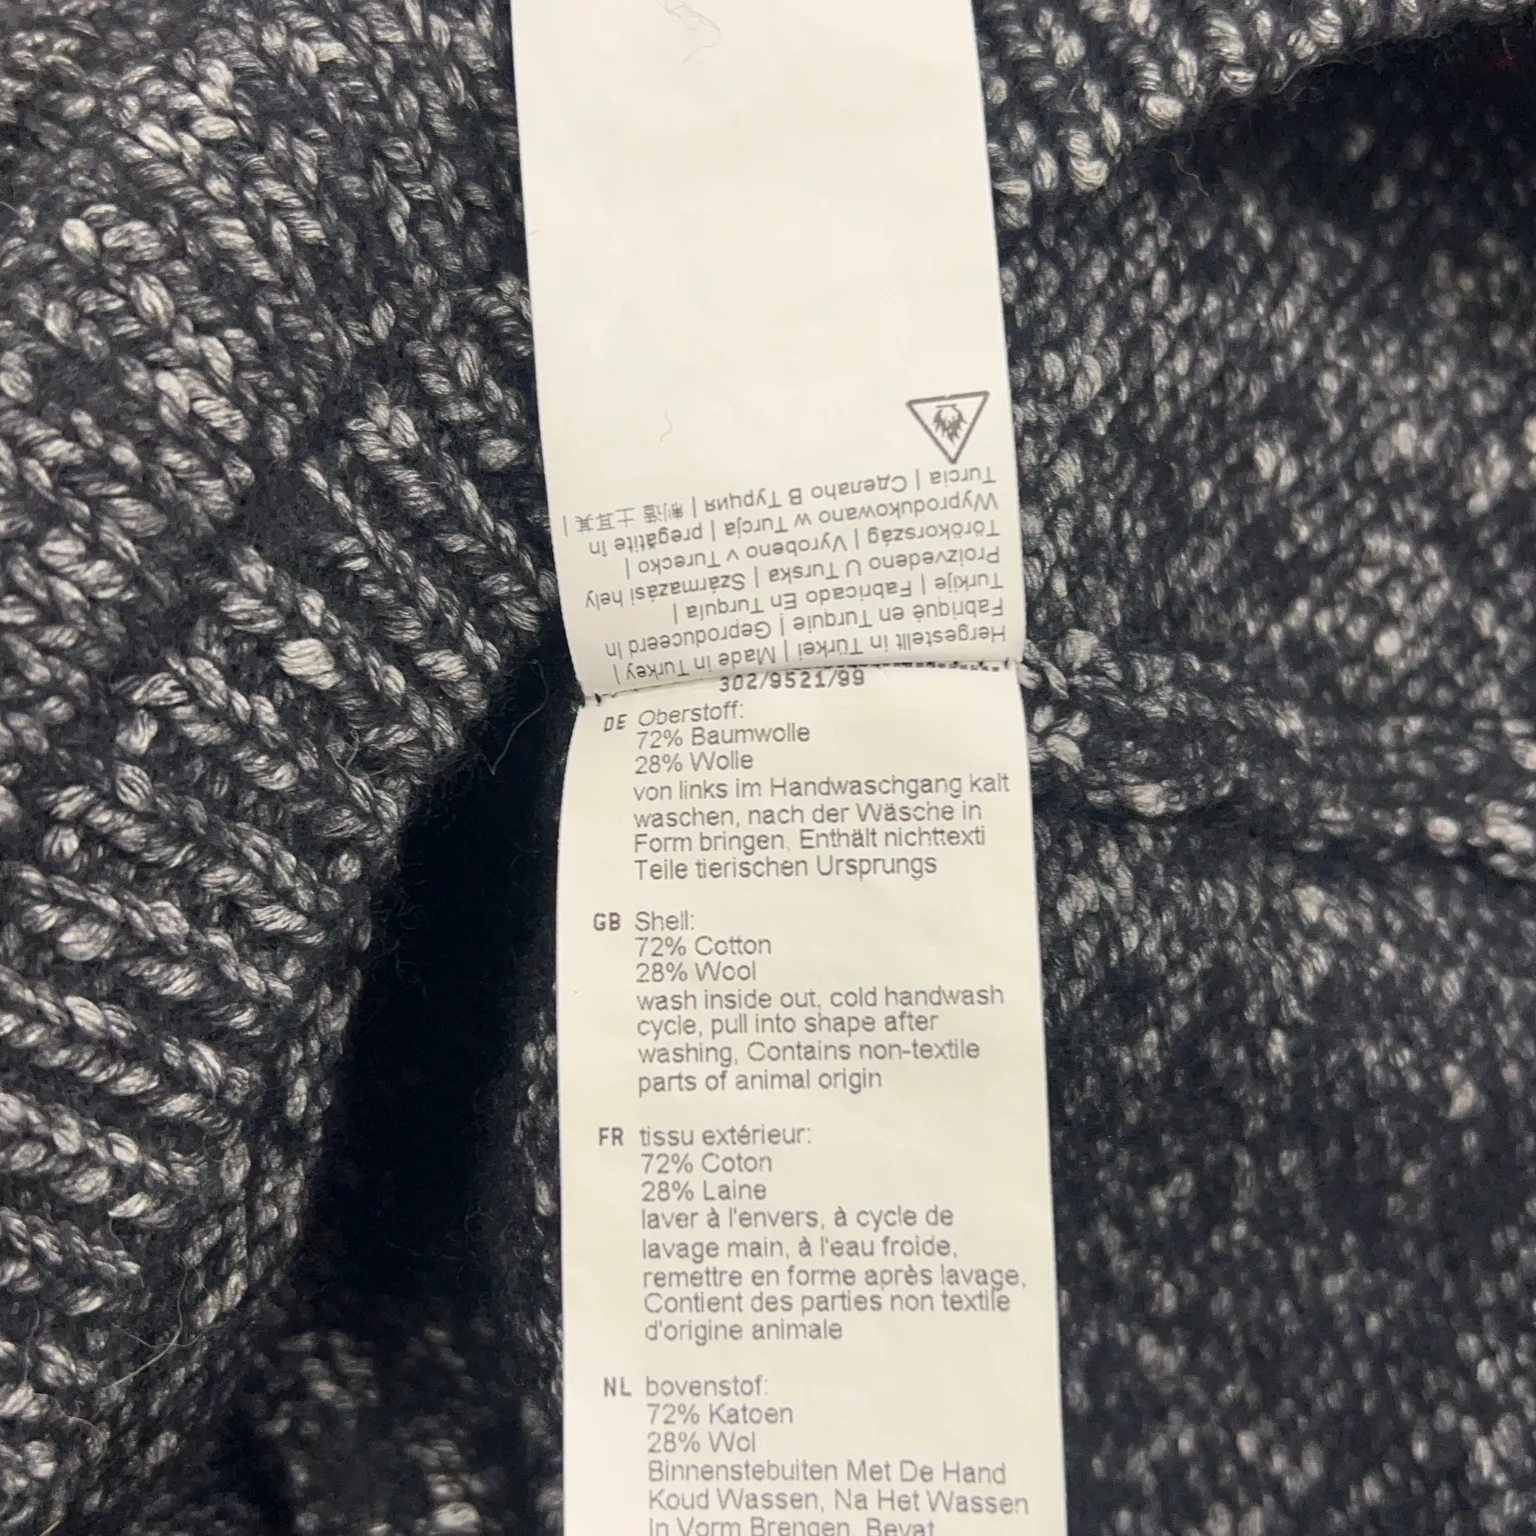 Hergestellt in Türkei | Made in Turkey |
Fabriqué en Turquie | Geproduceerd In
Turkije | Fabricado En Turquía |
Proizvedeno U Turska | Származási hely
Törökország | Vyrobeno v Turecko |
Wyprodukowano w Turcja | pregătite în
Turcia | Сделано В Турция | 制造 土耳其 |
302/9521/99
DE Oberstoff:
72% Baumwolle
28% Wolle
von links im Handwaschgang kalt
waschen, nach der Wäsche in
Form bringen, Enthält nichttexti
Teile tierischen Ursprungs
GB Shell:
72% Cotton
28% Wool
wash inside out, cold handwash
cycle, pull into shape after
washing, Contains non-textile
parts of animal origin
FR tissu extérieur:
72% Coton
28% Laine
laver à l'envers, à cycle de
lavage main, à l'eau froide,
remettre en forme après lavage,
Contient des parties non textile
d'origine animale
NL bovenstof:
72% Katoen
28% Wol
Binnenstebuiten Met De Hand
Koud Wassen, Na Het Wassen
In Vorm Brengen, Bevat